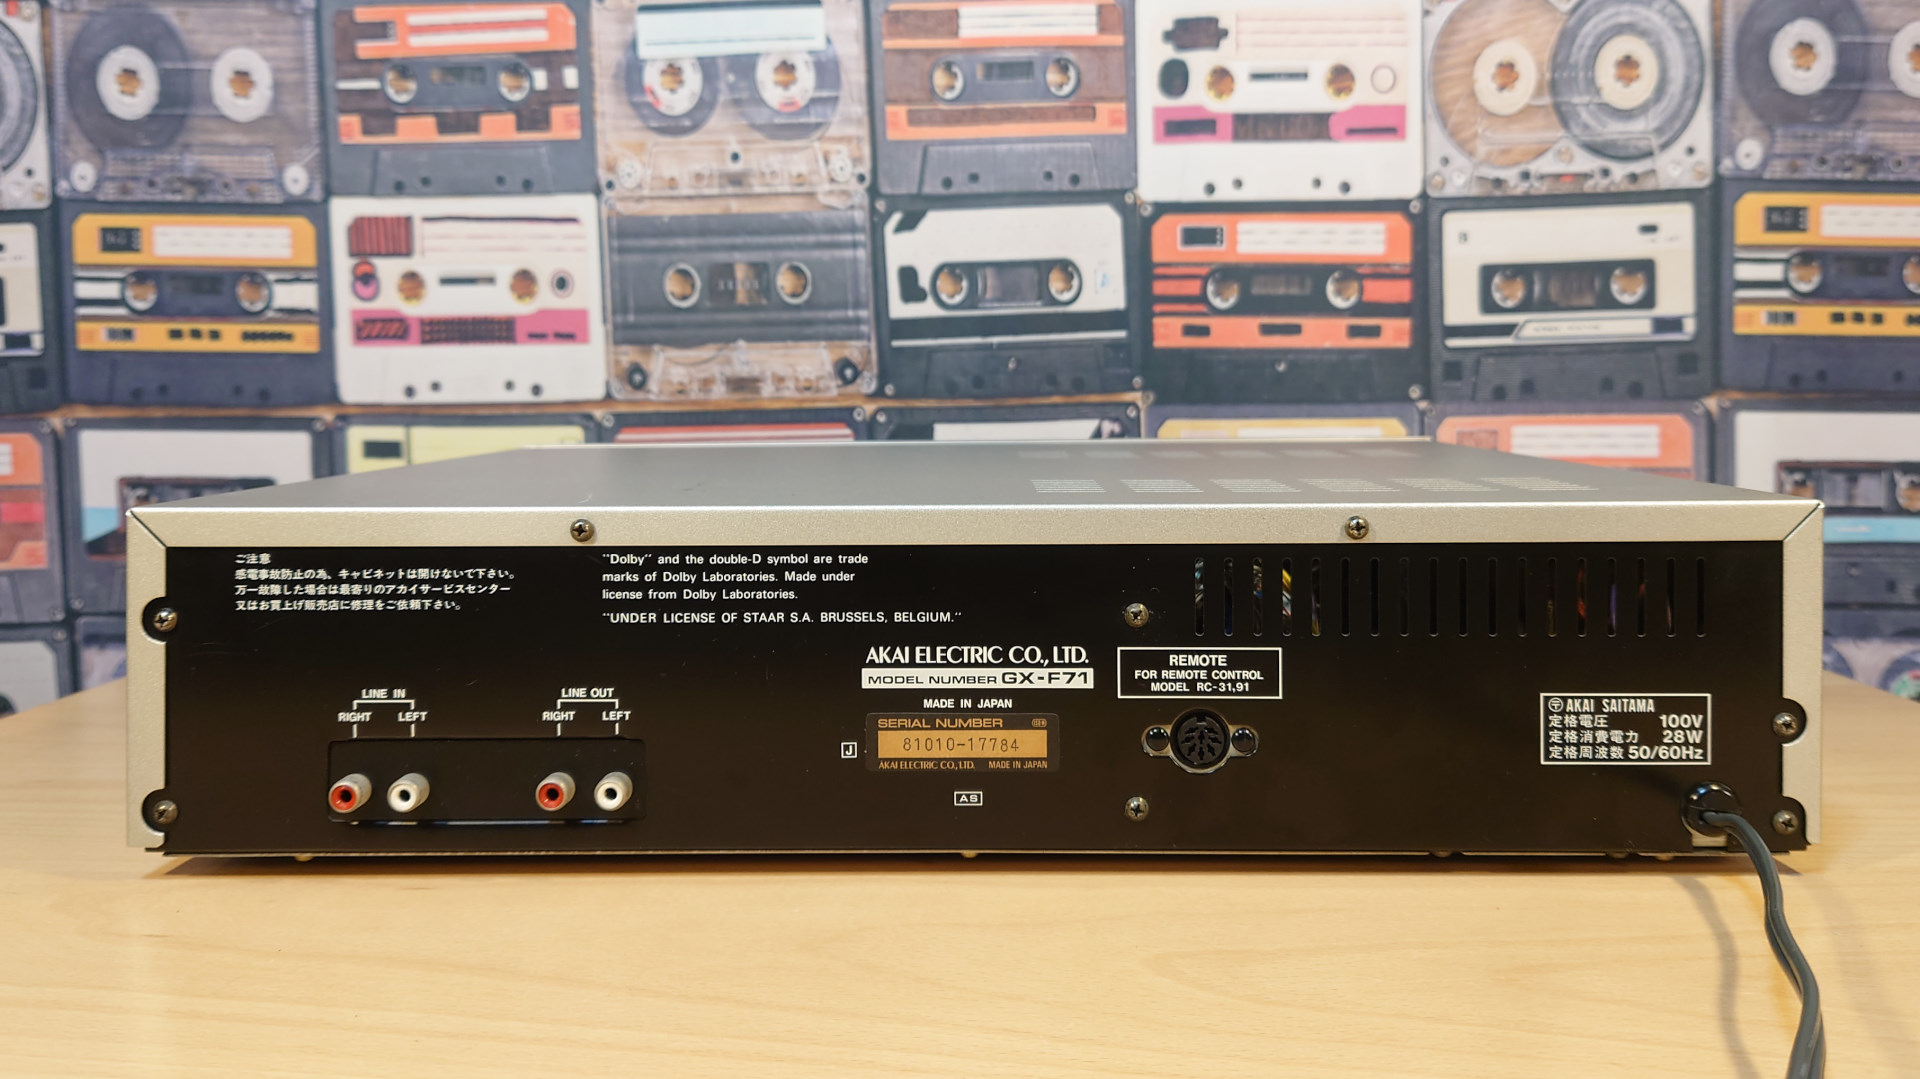 ご注意
感電事故防止の為、キャビネットは開けないで下さい。
万一故障した場合は最寄りのアカイサービスセンター
又はお買上げ販売店に修理をご依頼下さい。
"Dolby" and the double-D symbol are trade
marks of Dolby Laboratories. Made under
license from Dolby Laboratories.
"UNDER LICENSE OF STAAR S.A. BRUSSELS, BELGIUM."
AKAI ELECTRIC CO., LTD.
MODEL NUMBER GX-F71
MADE IN JAPAN
SERIAL NUMBER
81010-17784
AKAI ELECTRIC CO., LTD. MADE IN JAPAN
J
AS
REMOTE
FOR REMOTE CONTROL
MODEL RC-31,91
LINE IN
RIGHT LEFT
LINE OUT
RIGHT LEFT
〒 AKAI SAITAMA
定格電圧 100V
定格消費電力 28W
定格周波数 50/60Hz